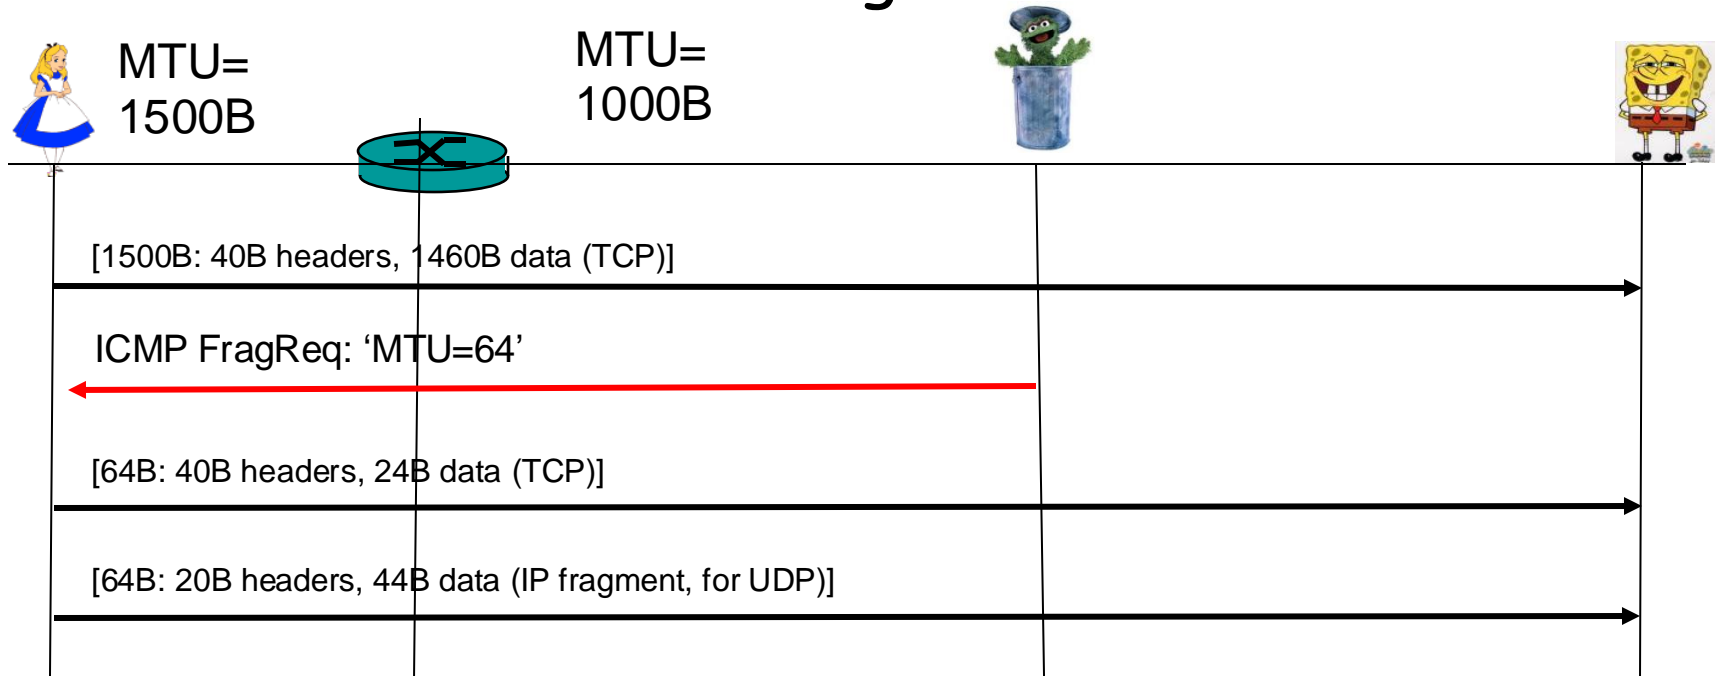 MTU=
1500B
MTU=
1000B
[1500B: 40B headers, 1460B data (TCP)]
ICMP FragReq: ‘MTU=64’
[64B: 40B headers, 24B data (TCP)]
[64B: 20B headers, 44B data (IP fragment, for UDP)]